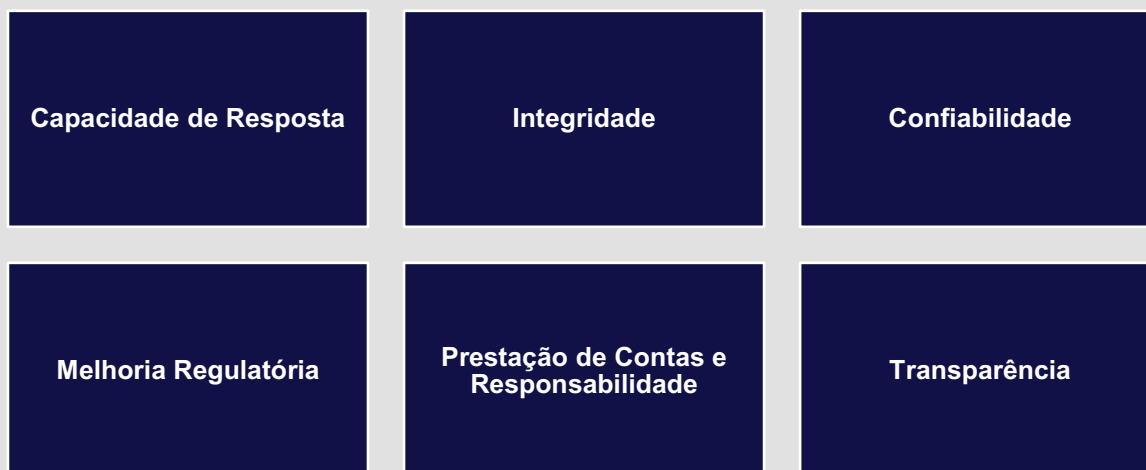 Capacidade de Resposta
Integridade
Confiabilidade
Melhoria Regulatória
Prestação de Contas e
Responsabilidade
Transparência